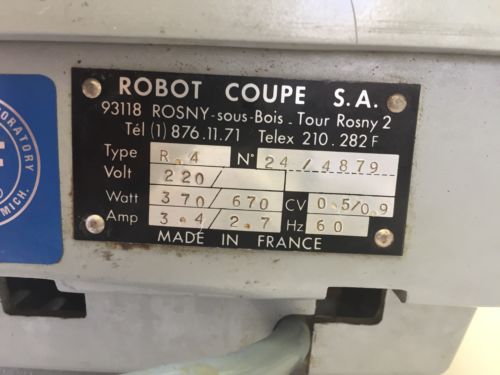 ROBOT COUPE S.A.
93118 ROSNY-sous-Bois - Tour Rosny 2
Tél (1) 876.11.71 Telex 210.282 F
Type R.4 N° 24/4879
Volt 220/
Watt 370/670 CV 0.5/0.9
Amp 3.4/2.7 Hz 60
MADE IN FRANCE
ORATORY
MICH.